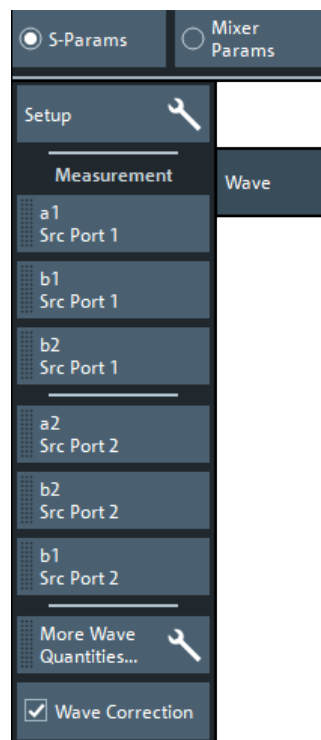 S-Params
Mixer
Params
Setup
Measurement
Wave
a1
Src Port 1
b1
Src Port 1
b2
Src Port 1
a2
Src Port 2
b2
Src Port 2
b1
Src Port 2
More Wave
Quantities...
Wave Correction